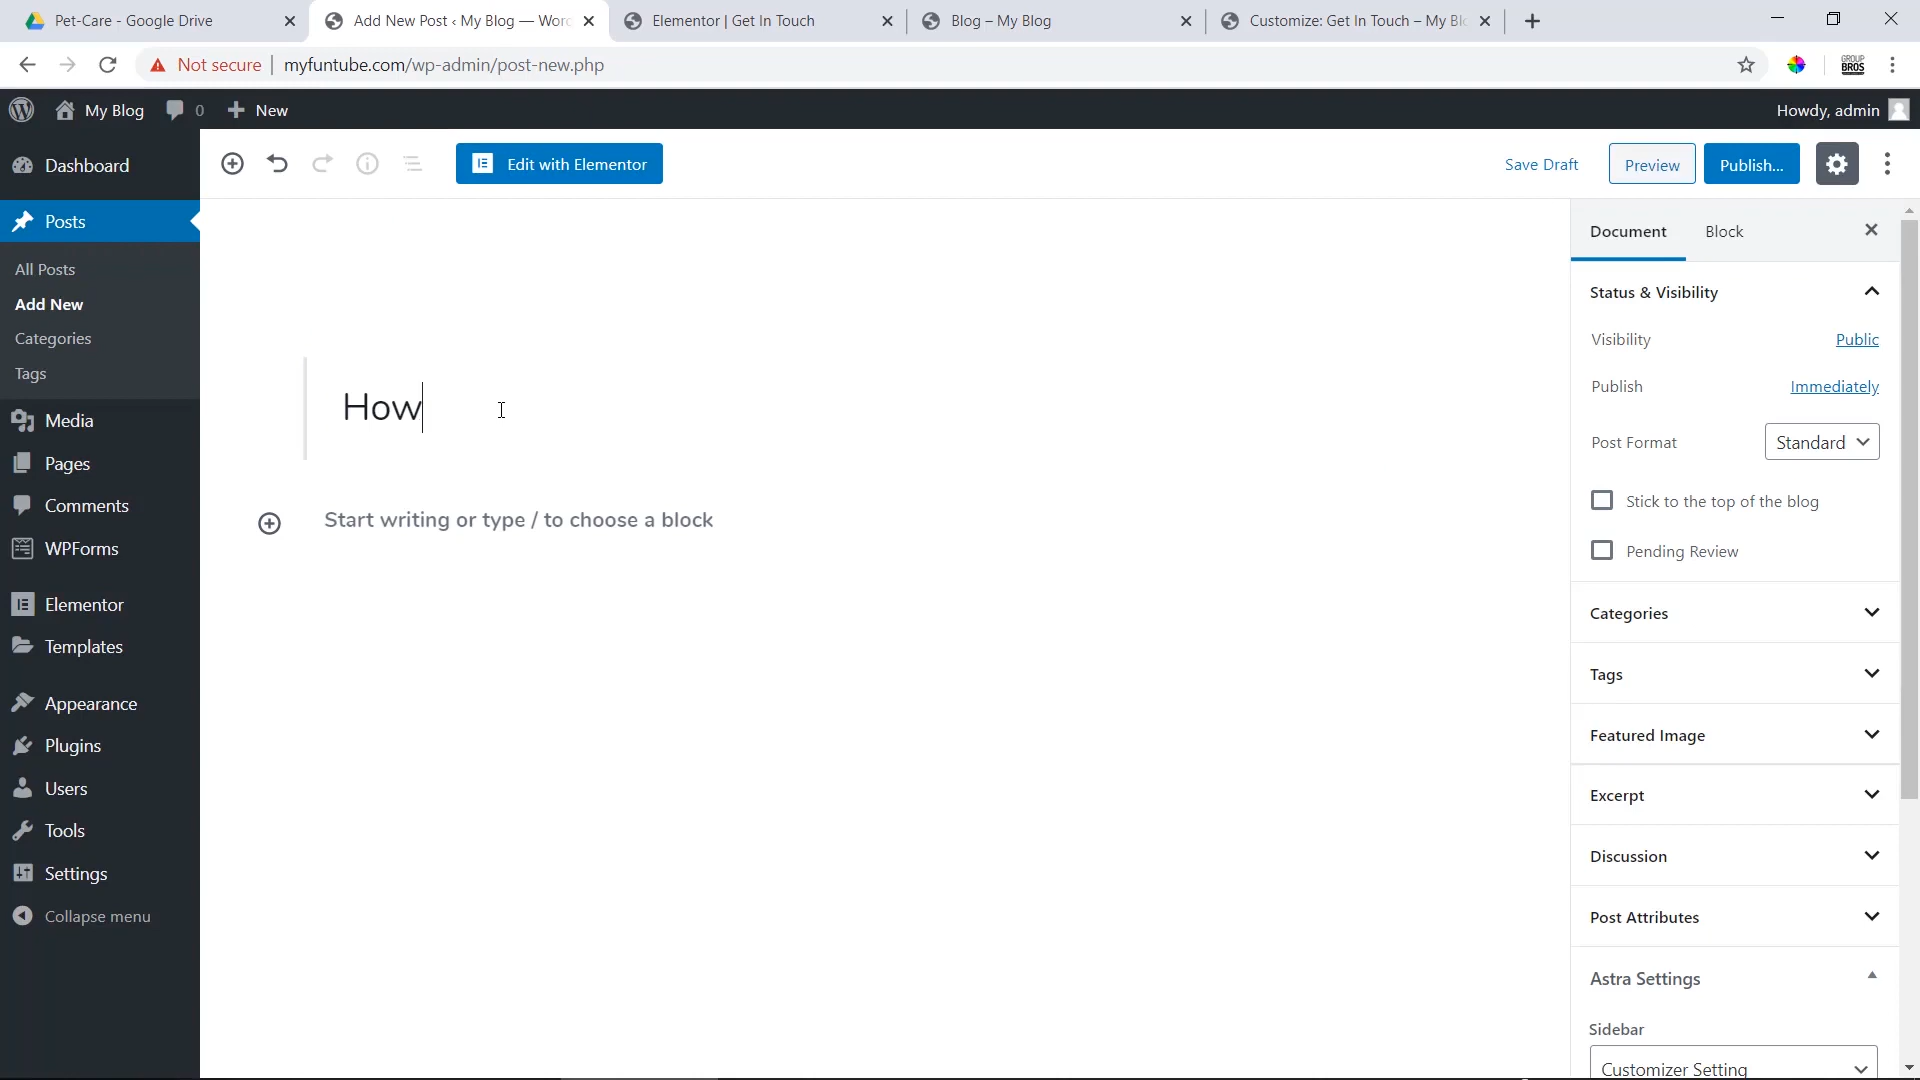 Pet-Care - Google Drive
Add New Post ‹ My Blog — Worc
Elementor | Get In Touch
Blog – My Blog
Customize: Get In Touch – My Bl
Not secure
myfuntube.com/wp-admin/post-new.php
GROUP BROS
My Blog
0
New
Howdy, admin
Dashboard
Edit with Elementor
Save Draft
Preview
Publish...
Posts
All Posts
Add New
Categories
Tags
Media
Pages
Comments
WPForms
Elementor
Templates
Appearance
Plugins
Users
Tools
Settings
Collapse menu
How
Start writing or type / to choose a block
Document
Block
Status & Visibility
Visibility
Public
Publish
Immediately
Post Format
Standard
Stick to the top of the blog
Pending Review
Categories
Tags
Featured Image
Excerpt
Discussion
Post Attributes
Astra Settings
Sidebar
Customizer Setting